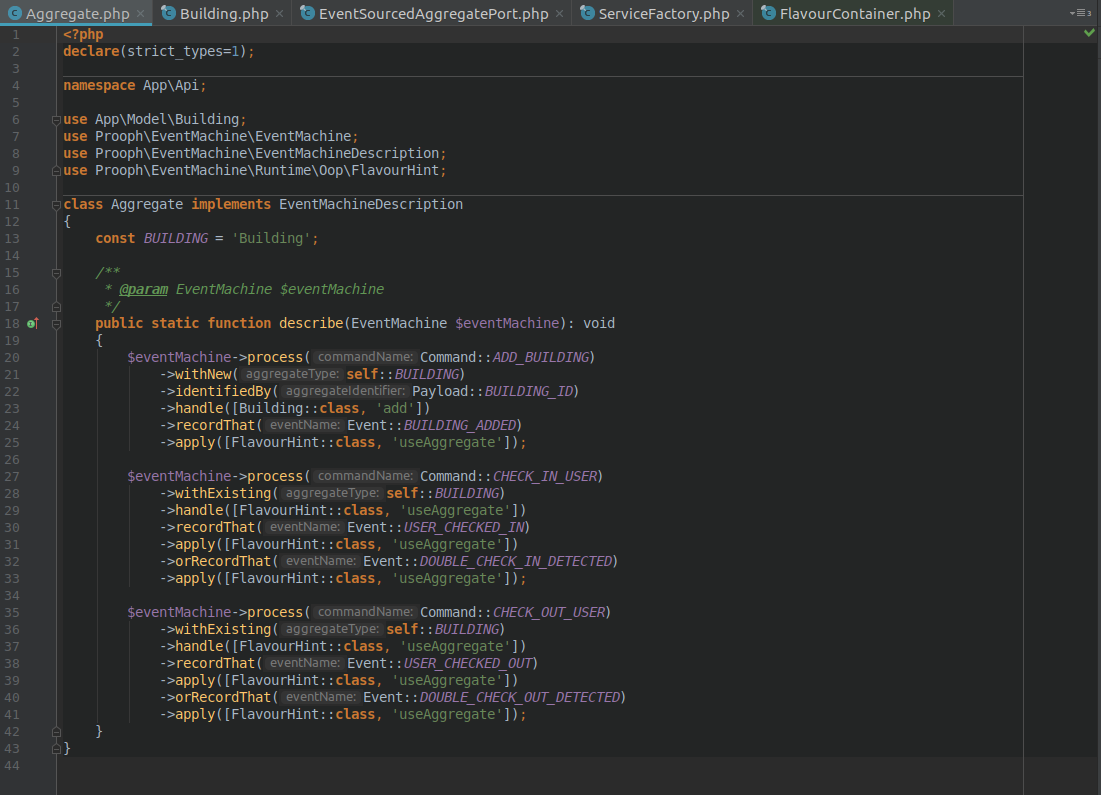 Aggregate.php × Building.php × EventSourcedAggregatePort.php × ServiceFactory.php × FlavourContainer.php × 3
1 <?php
2 declare(strict_types=1);
3
4 namespace App\Api;
5
6 use App\Model\Building;
7 use Prooph\EventMachine\EventMachine;
8 use Prooph\EventMachine\EventMachineDescription;
9 use Prooph\EventMachine\Runtime\Oop\FlavourHint;
10
11 class Aggregate implements EventMachineDescription
12 {
13     const BUILDING = 'Building';
14
15     /**
16      * @param EventMachine $eventMachine
17      */
18     public static function describe(EventMachine $eventMachine): void
19     {
20         $eventMachine->process( commandName: Command::ADD_BUILDING)
21             ->withNew( aggregateType: self::BUILDING)
22             ->identifiedBy( aggregateIdentifier: Payload::BUILDING_ID)
23             ->handle([Building::class, 'add'])
24             ->recordThat( eventName: Event::BUILDING_ADDED)
25             ->apply([FlavourHint::class, 'useAggregate']);
26
27         $eventMachine->process( commandName: Command::CHECK_IN_USER)
28             ->withExisting( aggregateType: self::BUILDING)
29             ->handle([FlavourHint::class, 'useAggregate'])
30             ->recordThat( eventName: Event::USER_CHECKED_IN)
31             ->apply([FlavourHint::class, 'useAggregate'])
32             ->orRecordThat( eventName: Event::DOUBLE_CHECK_IN_DETECTED)
33             ->apply([FlavourHint::class, 'useAggregate']);
34
35         $eventMachine->process( commandName: Command::CHECK_OUT_USER)
36             ->withExisting( aggregateType: self::BUILDING)
37             ->handle([FlavourHint::class, 'useAggregate'])
38             ->recordThat( eventName: Event::USER_CHECKED_OUT)
39             ->apply([FlavourHint::class, 'useAggregate'])
40             ->orRecordThat( eventName: Event::DOUBLE_CHECK_OUT_DETECTED)
41             ->apply([FlavourHint::class, 'useAggregate']);
42     }
43 }
44